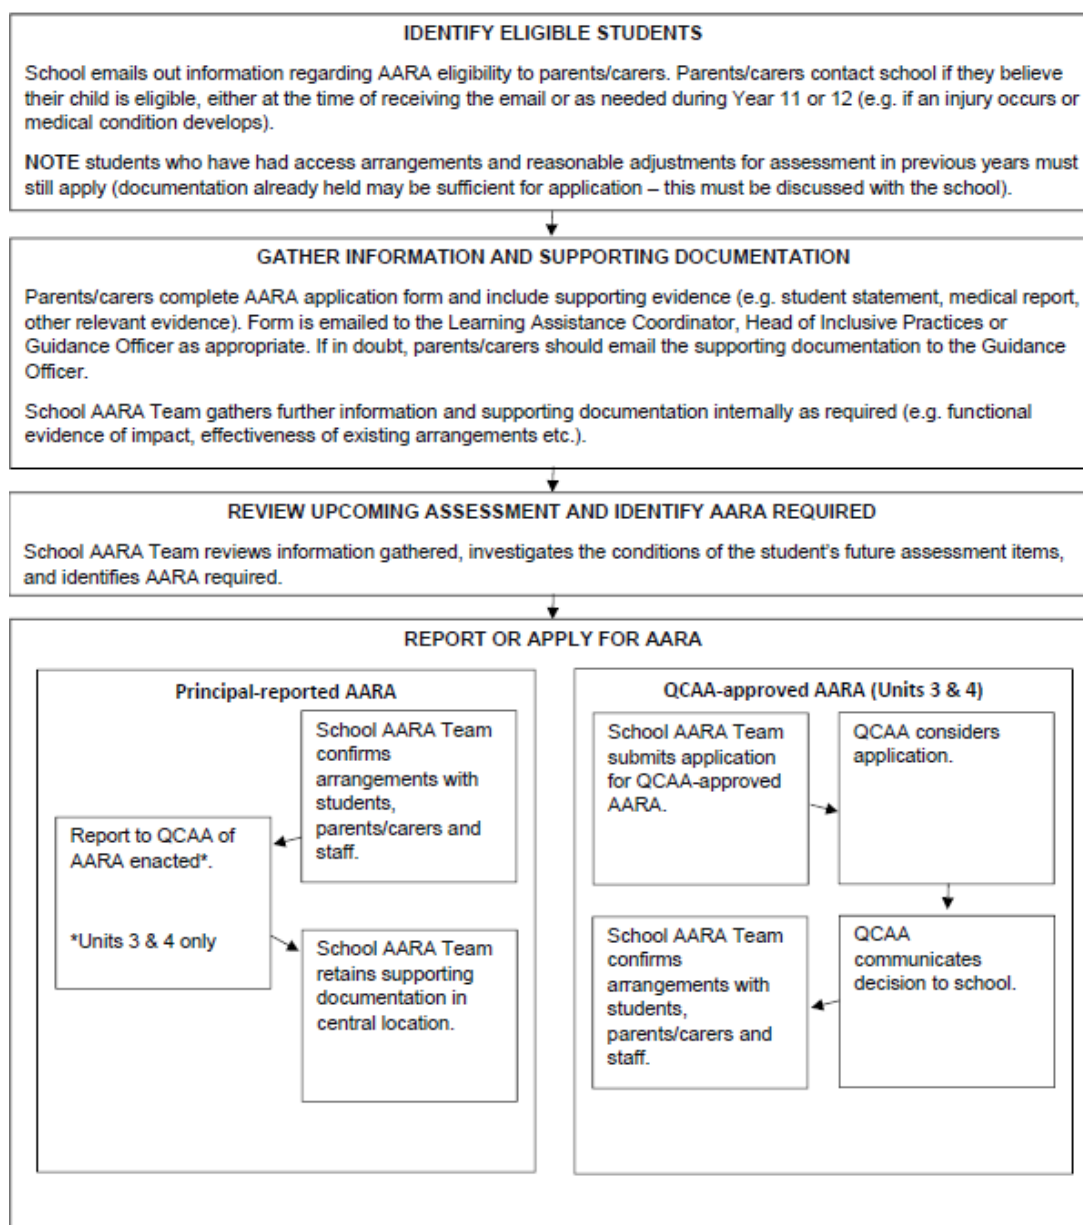 IDENTIFY ELIGIBLE STUDENTS
School emails out information regarding AARA eligibility to parents/carers. Parents/carers contact school if they believe
their child is eligible, either at the time of receiving the email or as needed during Year 11 or 12 (e.g. if an injury occurs or
medical condition develops).
NOTE students who have had access arrangements and reasonable adjustments for assessment in previous years must
still apply (documentation already held may be sufficient for application – this must be discussed with the school).
GATHER INFORMATION AND SUPPORTING DOCUMENTATION
Parents/carers complete AARA application form and include supporting evidence (e.g. student statement, medical report,
other relevant evidence). Form is emailed to the Learning Assistance Coordinator, Head of Inclusive Practices or
Guidance Officer as appropriate. If in doubt, parents/carers should email the supporting documentation to the Guidance
Officer.
School AARA Team gathers further information and supporting documentation internally as required (e.g. functional
evidence of impact, effectiveness of existing arrangements etc.).
REVIEW UPCOMING ASSESSMENT AND IDENTIFY AARA REQUIRED
School AARA Team reviews information gathered, investigates the conditions of the student's future assessment items,
and identifies AARA required.
REPORT OR APPLY FOR AARA
Principal-reported AARA
School AARA Team
confirms
arrangements with
students,
parents/carers and
staff.
Report to QCAA of
AARA enacted*.
*Units 3 & 4 only
School AARA Team
retains supporting
documentation in
central location.
QCAA-approved AARA (Units 3 & 4)
School AARA Team
submits application
for QCAA-approved
AARA.
QCAA considers
application.
QCAA
communicates
decision to school.
School AARA Team
confirms
arrangements with
students,
parents/carers and
staff.